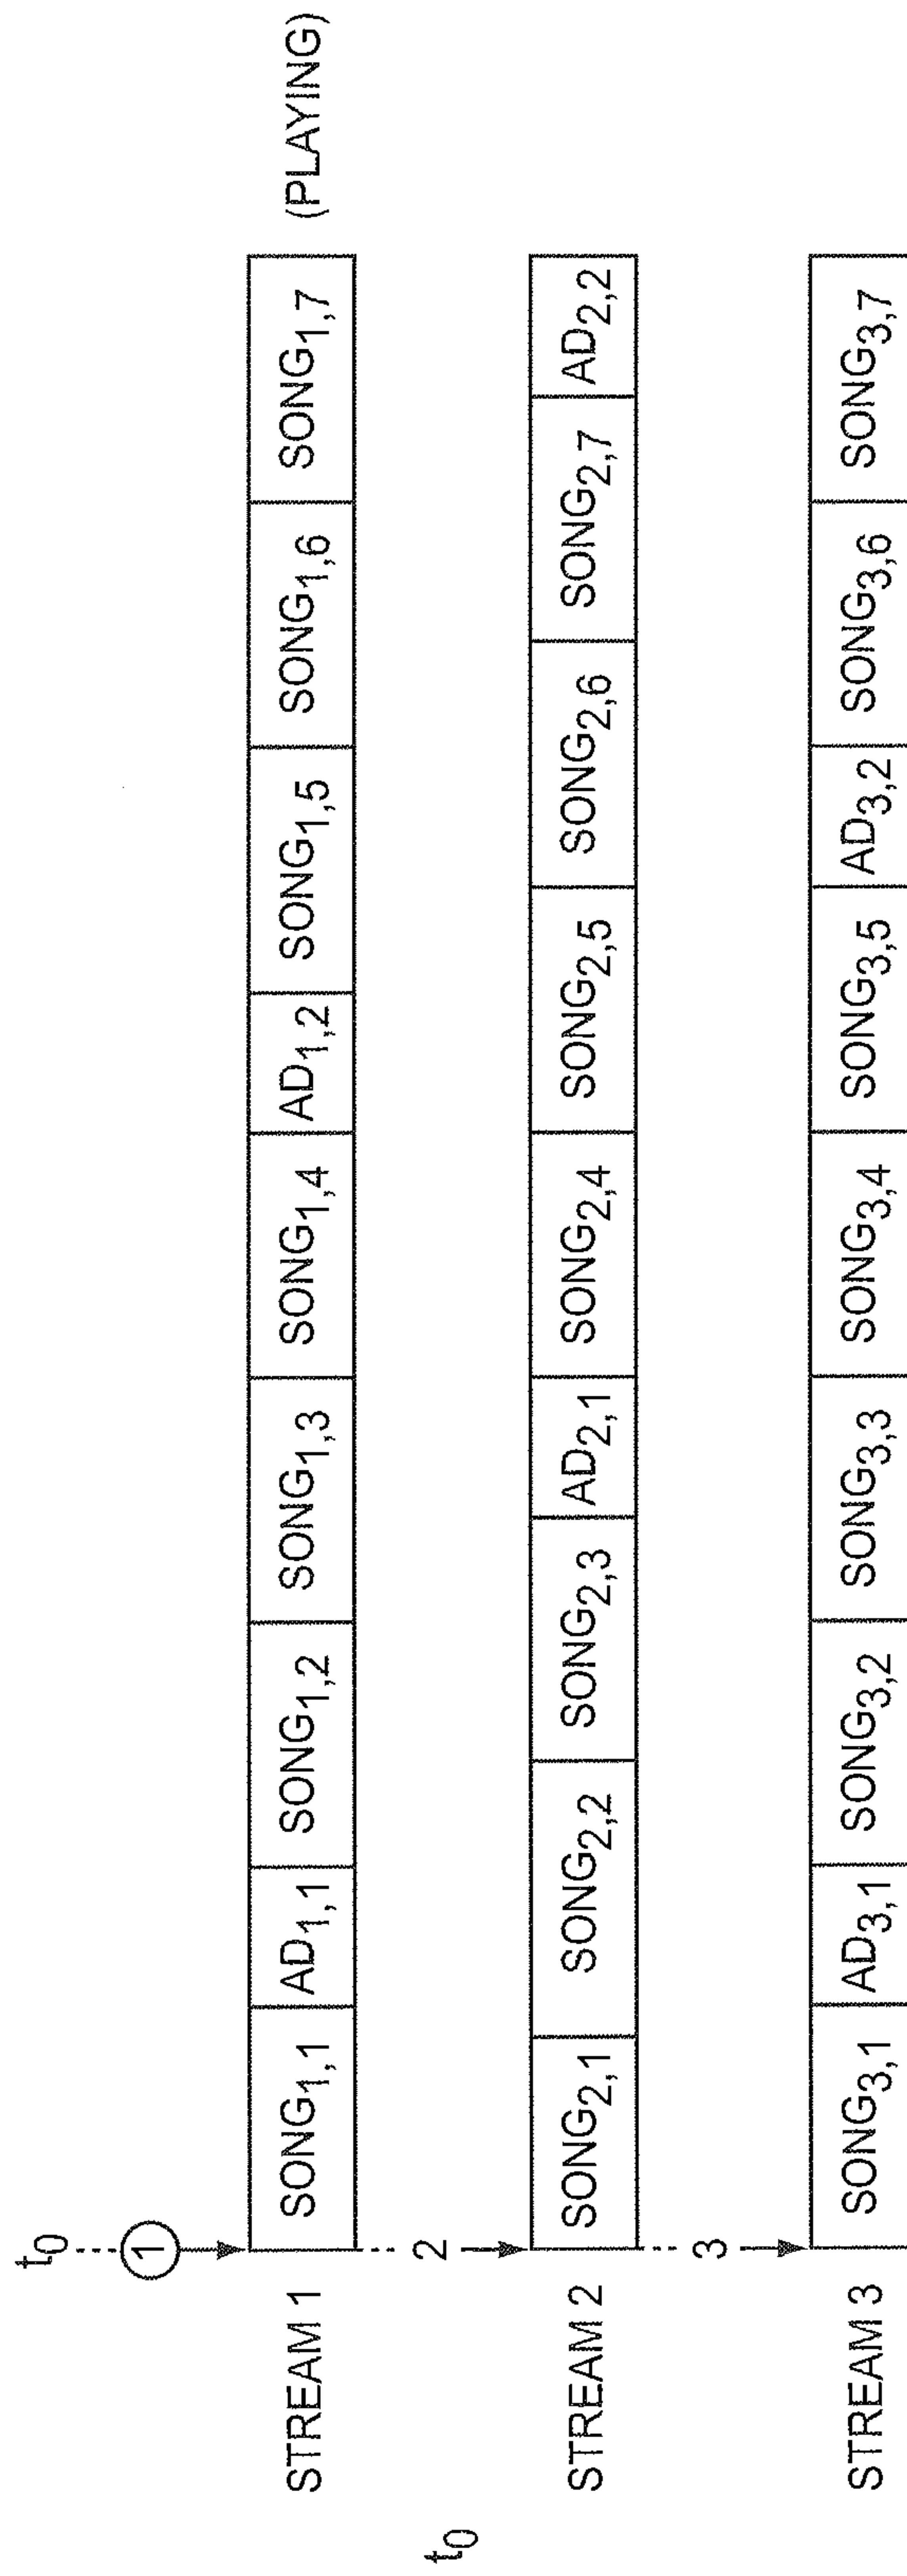 t0
1
STREAM 1 SONG1,1 AD1,1 SONG1,2 SONG1,3 SONG1,4 AD1,2 SONG1,5 SONG1,6 SONG1,7 (PLAYING)
2
t0
STREAM 2 SONG2,1 SONG2,2 SONG2,3 AD2,1 SONG2,4 SONG2,5 SONG2,6 SONG2,7 AD2,2
3
STREAM 3 SONG3,1 AD3,1 SONG3,2 SONG3,3 SONG3,4 SONG3,5 AD3,2 SONG3,6 SONG3,7